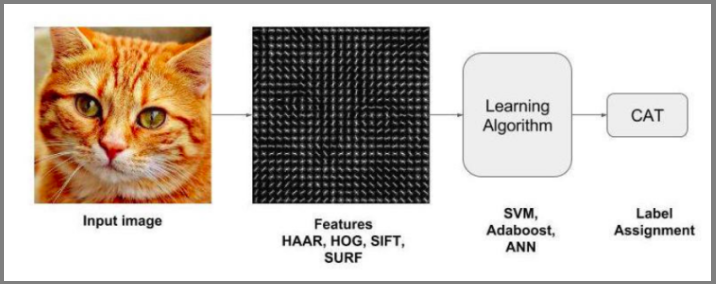 Learning
Algorithm
CAT
Input image
Features
HAAR, HOG, SIFT,
SURF
SVM,
Adaboost,
ANN
Label
Assignment